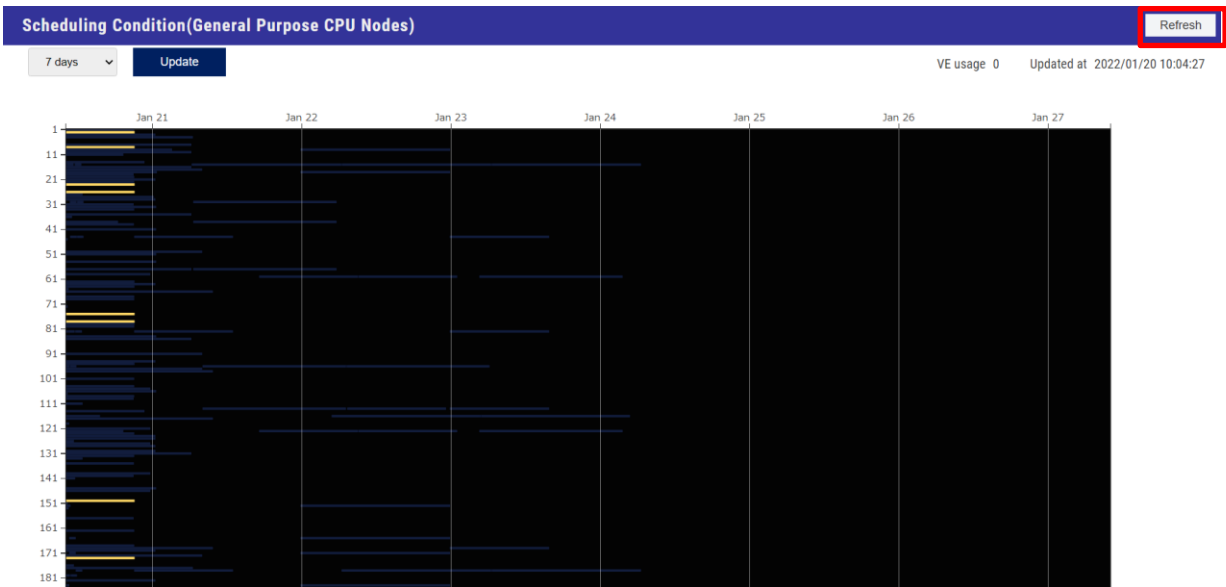 Scheduling Condition(General Purpose CPU Nodes)
Refresh
7 days
Update
VE usage 0
Updated at 2022/01/20 10:04:27
Jan 21 Jan 22 Jan 23 Jan 24 Jan 25 Jan 26 Jan 27
1
11
21
31
41
51
61
71
81
91
101
111
121
131
141
151
161
171
181